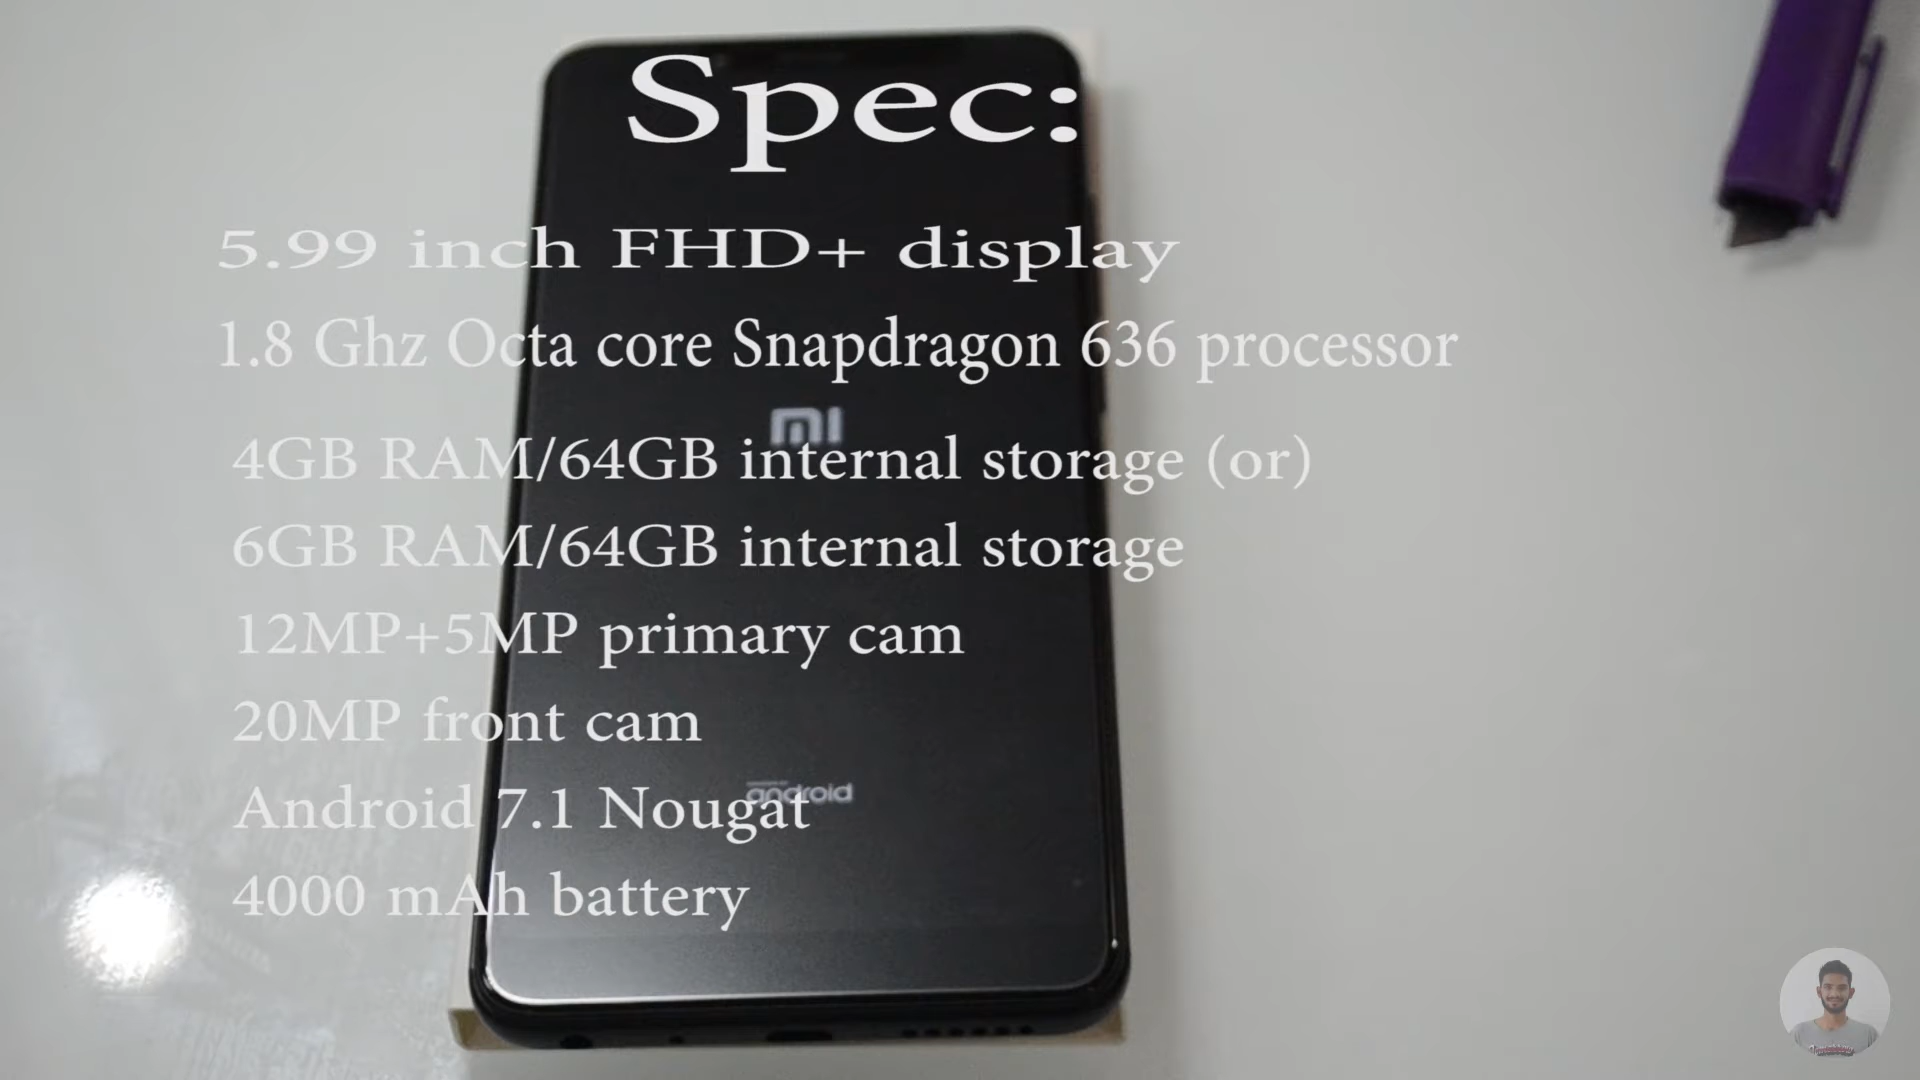 Spec:
5.99 inch FHD+ display
1.8 Ghz Octa core Snapdragon 636 processor
mi
4GB RAM/64GB internal storage (or)
6GB RAM/64GB internal storage
12MP+5MP primary cam
20MP front cam
android
Android 7.1 Nougat
4000 mAh battery